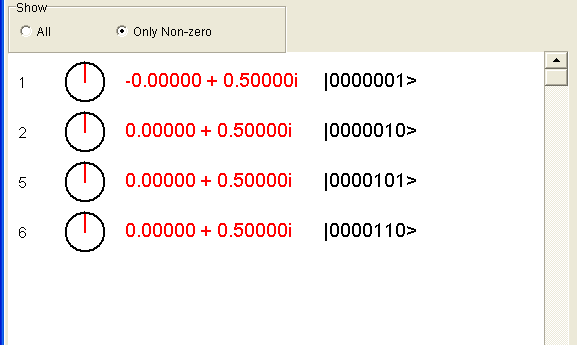 Show
All Only Non-zero
1 -0.00000 + 0.50000i |0000001>
2 0.00000 + 0.50000i |0000010>
5 0.00000 + 0.50000i |0000101>
6 0.00000 + 0.50000i |0000110>